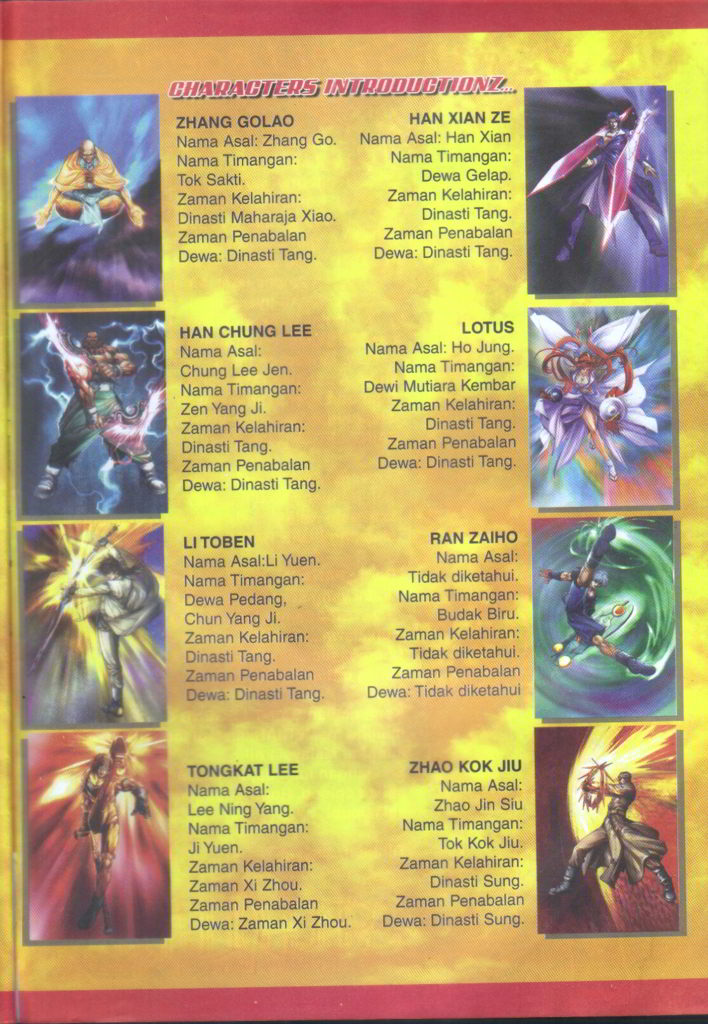 CHARACTERS INTRODUCTIONZ...
ZHANG GOLAO
Nama Asal: Zhang Go.
Nama Timangan:
Tok Sakti.
Zaman Kelahiran:
Dinasti Maharaja Xiao.
Zaman Penabalan
Dewa: Dinasti Tang.
HAN XIAN ZE
Nama Asal: Han Xian
Nama Timangan:
Dewa Gelap.
Zaman Kelahiran:
Dinasti Tang.
Zaman Penabalan
Dewa: Dinasti Tang.
HAN CHUNG LEE
Nama Asal:
Chung Lee Jen.
Nama Timangan:
Zen Yang Ji.
Zaman Kelahiran:
Dinasti Tang.
Zaman Penabalan
Dewa: Dinasti Tang.
LOTUS
Nama Asal: Ho Jung.
Nama Timangan:
Dewi Mutiara Kembar
Zaman Kelahiran:
Dinasti Tang.
Zaman Penabalan
Dewa: Dinasti Tang.
LI TOBEN
Nama Asal:Li Yuen.
Nama Timangan:
Dewa Pedang,
Chun Yang Ji.
Zaman Kelahiran:
Dinasti Tang.
Zaman Penabalan
Dewa: Dinasti Tang.
RAN ZAIHO
Nama Asal:
Tidak diketahui.
Nama Timangan:
Budak Biru.
Zaman Kelahiran:
Tidak diketahui.
Zaman Penabalan
Dewa: Tidak diketahui
TONGKAT LEE
Nama Asal:
Lee Ning Yang.
Nama Timangan:
Ji Yuen.
Zaman Kelahiran:
Zaman Xi Zhou.
Zaman Penabalan
Dewa: Zaman Xi Zhou.
ZHAO KOK JIU
Nama Asal:
Zhao Jin Siu
Nama Timangan:
Tok Kok Jiu.
Zaman Kelahiran:
Dinasti Sung.
Zaman Penabalan
Dewa: Dinasti Sung.